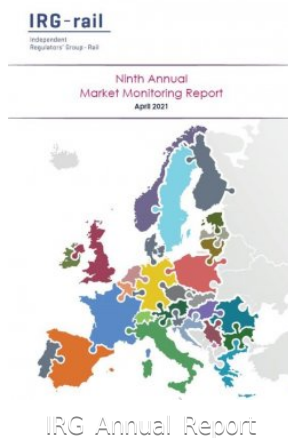 IRG-rail
Independent
Regulators' Group - Rail
Ninth Annual
Market Monitoring Report
April 2021
IRG Annual Report